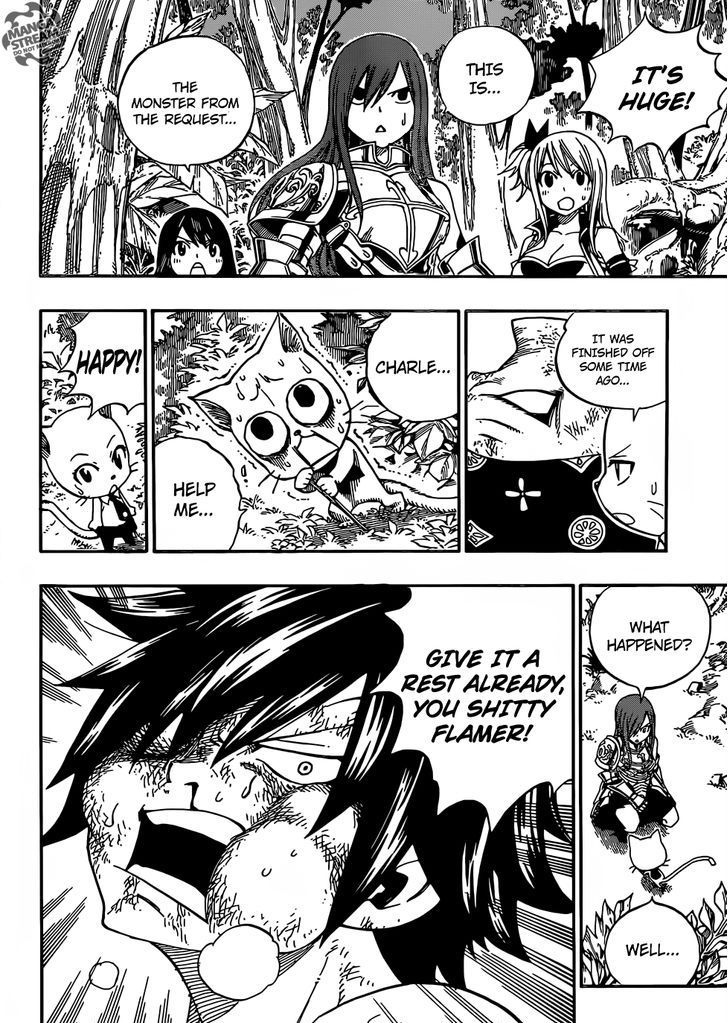 MANGA
STREAM
IT'S
HUGE!
THIS
IS...
THE
MONSTER FROM
THE REQUEST...
IT WAS
FINISHED OFF
SOME TIME
AGO...
CHARLE...
HELP
ME...
HAPPY!
WHAT
HAPPENED?
WELL...
GIVE IT A
REST ALREADY,
YOU SHITTY
FLAMER!